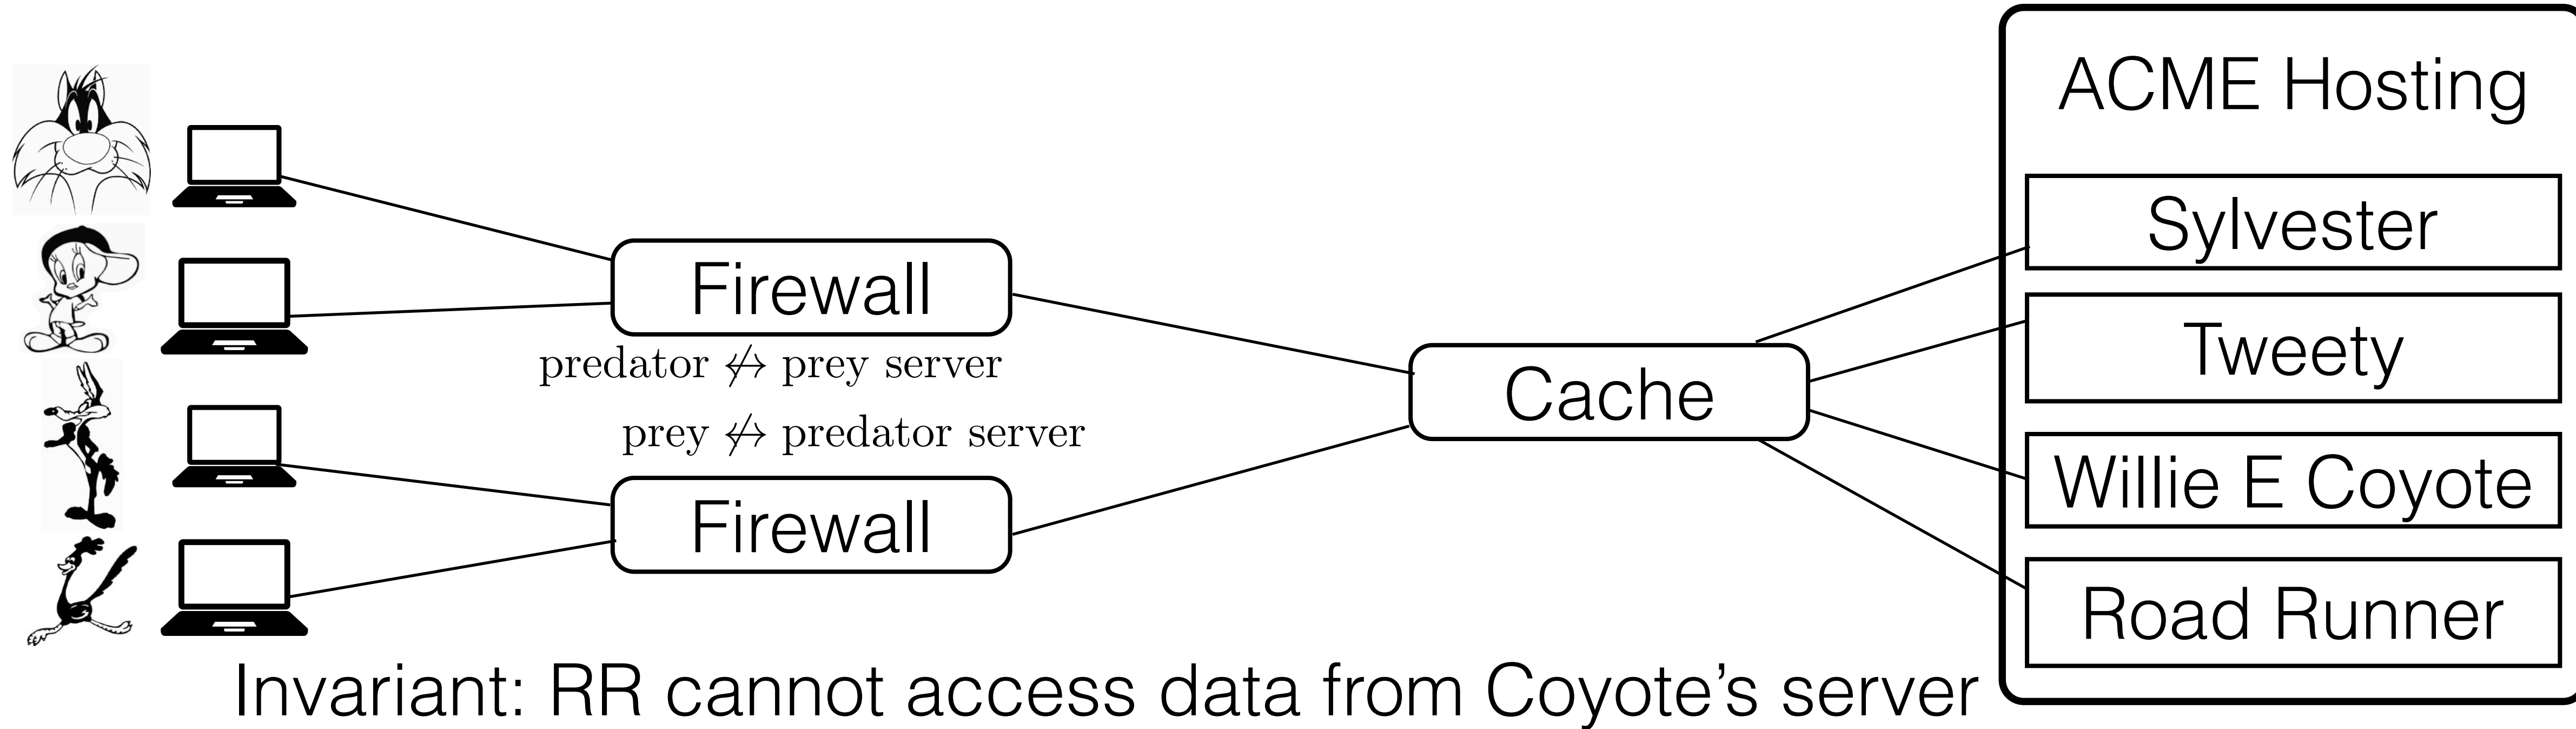 ACME Hosting
Sylvester
Firewall
Tweety
predator ↮ prey server
Cache
prey ↮ predator server
Willie E Coyote
Firewall
Road Runner
Invariant: RR cannot access data from Coyote’s server